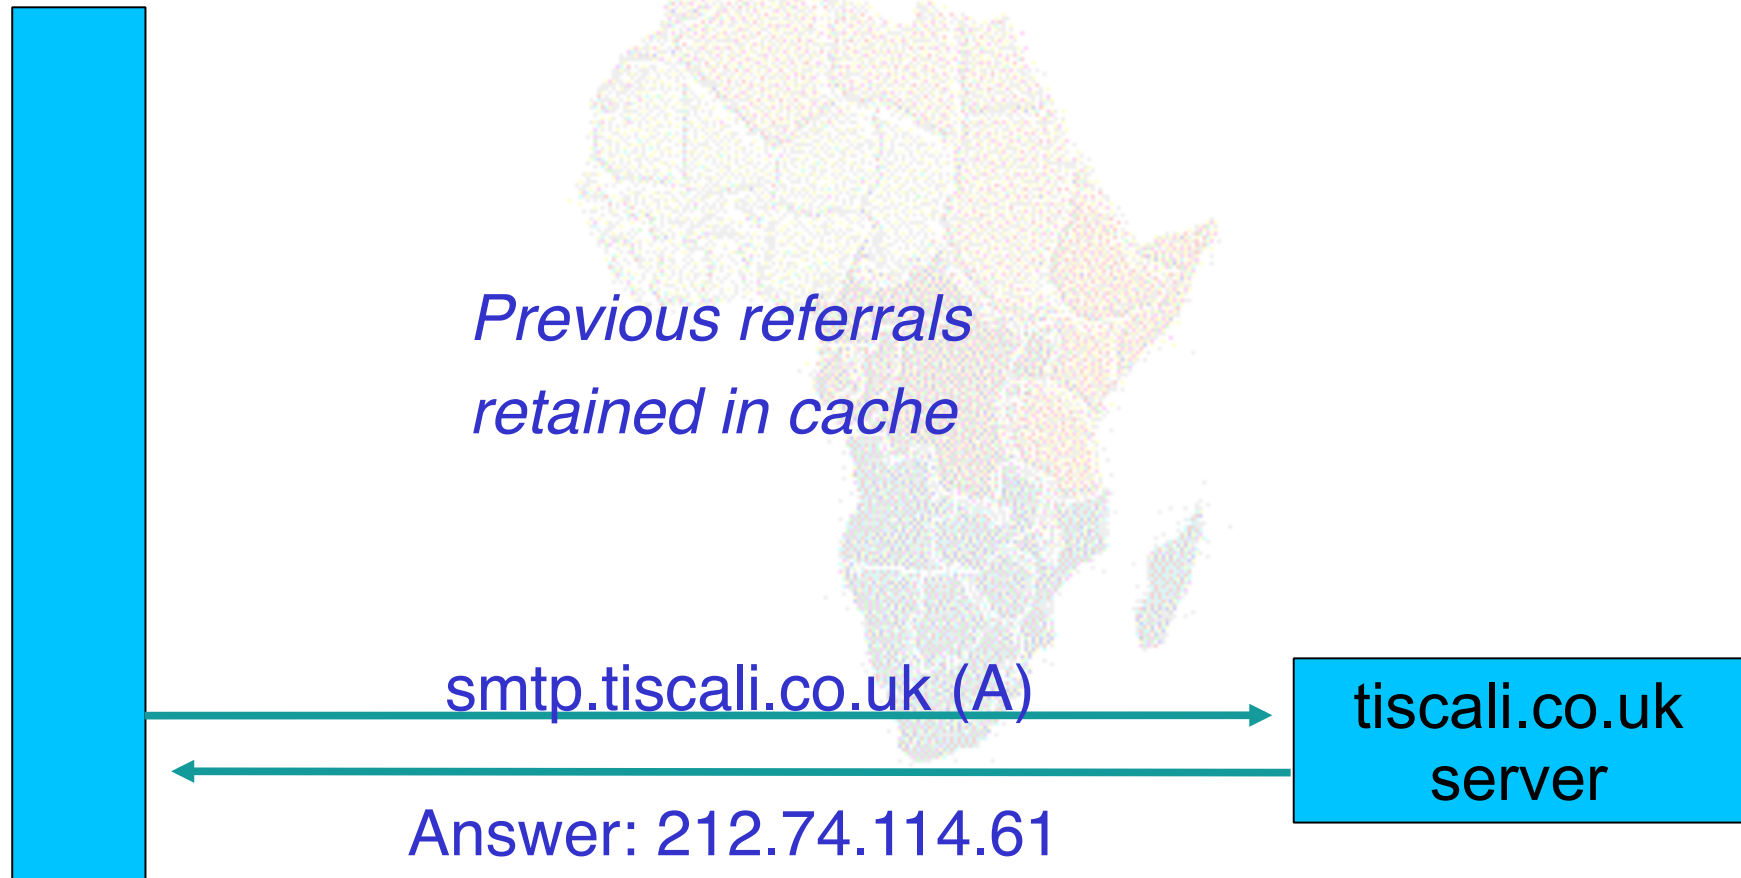 Previous referrals
retained in cache
smtp.tiscali.co.uk (A)
tiscali.co.uk
server
Answer: 212.74.114.61